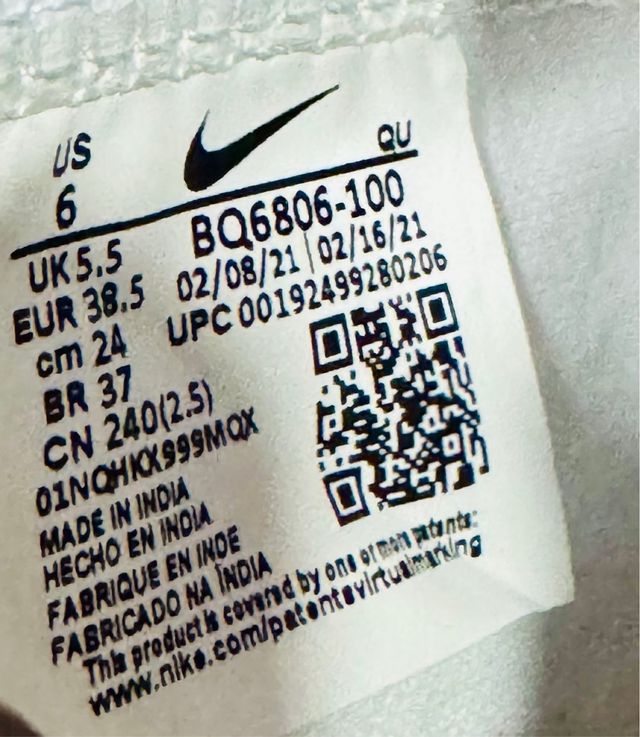 US
6
QU
UK 5.5
EUR 38.5
cm 24
BR 37
CN 240(2.5)
BQ6806-100
02/08/21 | 02/16/21
UPC 00192499280206
01NQHKX999MQX
MADE IN INDIA
HECHO EN INDIA
FABRIQUE EN INDE
FABRICADO NA ÍNDIA
This product is covered by one or more patents:
www.nike.com/patentsvirtualmarking